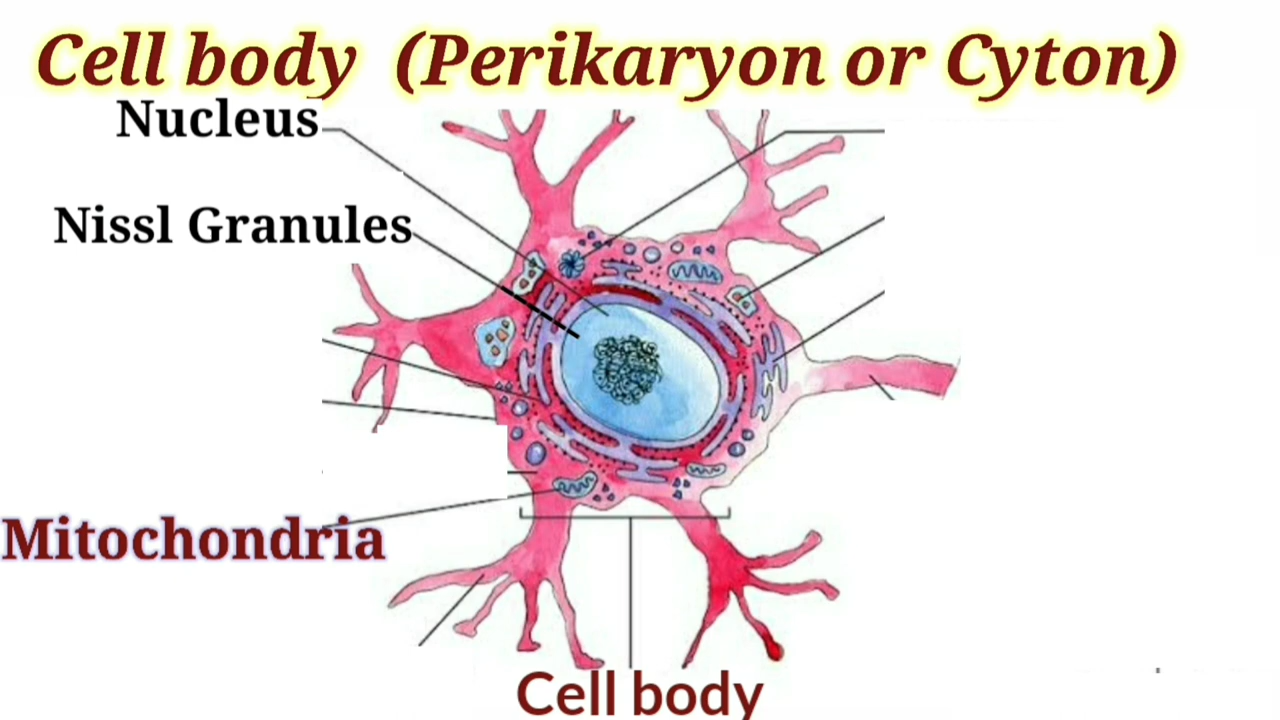 Cell body (Perikaryon or Cyton)
Nucleus
Nissl Granules
Mitochondria
Cell body